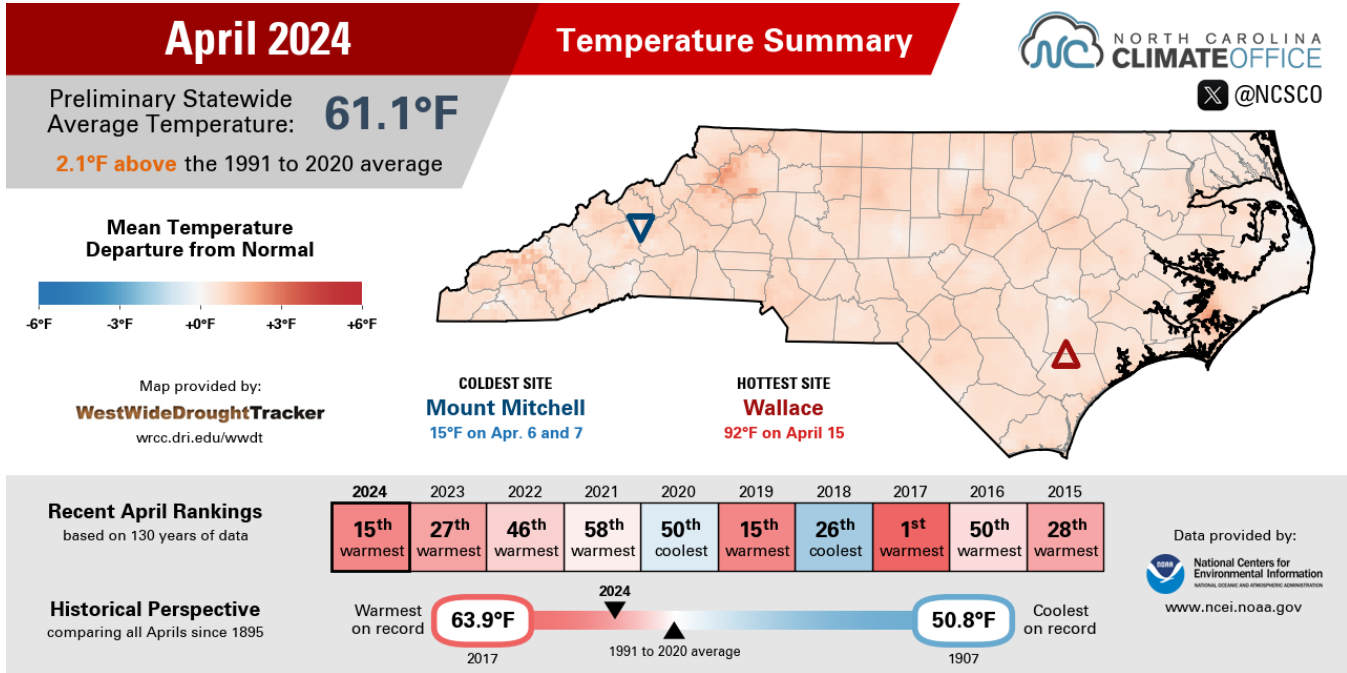 April 2024
Temperature Summary
NORTH CAROLINA
CLIMATEOFFICE
@NCSCO
Preliminary Statewide
Average Temperature:
61.1°F
2.1°F above the 1991 to 2020 average
Mean Temperature
Departure from Normal
-6°F -3°F +0°F +3°F +6°F
Map provided by:
WestWideDroughtTracker
wrcc.dri.edu/wwdt
COLDEST SITE
Mount Mitchell
15°F on Apr. 6 and 7
HOTTEST SITE
Wallace
92°F on April 15
Recent April Rankings
based on 130 years of data
2024 2023 2022 2021 2020 2019 2018 2017 2016 2015
15th 27th 46th 58th 50th 15th 26th 1st 50th 28th
warmest warmest warmest warmest coolest warmest coolest warmest warmest warmest
Historical Perspective
comparing all Aprils since 1895
Warmest
on record
63.9°F
2017
2024
1991 to 2020 average
50.8°F
1907
Coolest
on record
Data provided by:
NOAA
National Centers for
Environmental Information
NATIONAL OCEANIC AND ATMOSPHERIC ADMINISTRATION
www.ncei.noaa.gov